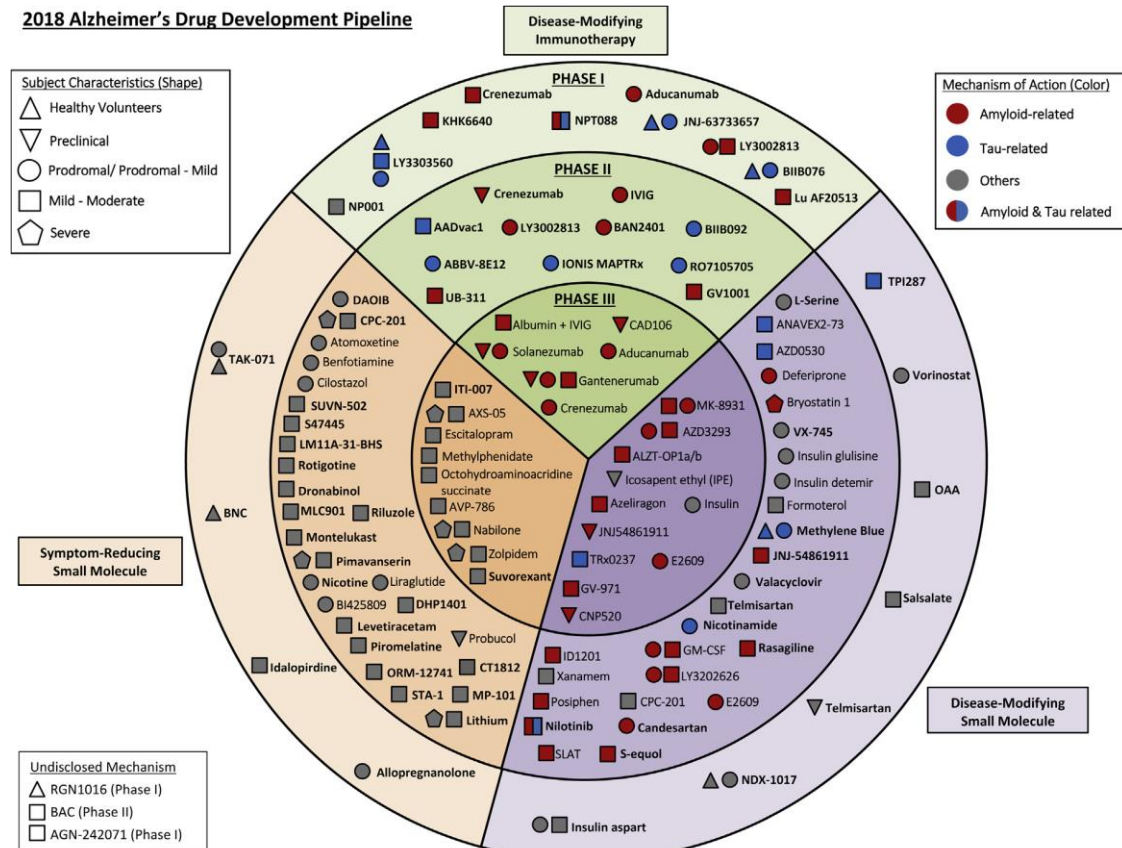 2018 Alzheimer's Drug Development Pipeline
Disease-Modifying
Immunotherapy
Subject Characteristics (Shape)
Healthy Volunteers
Preclinical
Prodromal/ Prodromal - Mild
Mild - Moderate
Severe
Mechanism of Action (Color)
Amyloid-related
Tau-related
Others
Amyloid & Tau related
PHASE I
Crenezumab
Aducanumab
KHK6640
NPT088
JNJ-63733657
LY3303560
LY3002813
BIIB076
NP001
Lu AF20513
PHASE II
Crenezumab
IVIG
AADvac1
LY3002813
BAN2401
BIIB092
ABBV-8E12
IONIS MAPTRx
RO7105705
UB-311
GV1001
PHASE III
Albumin + IVIG
CAD106
Solanezumab
Aducanumab
Gantenerumab
Crenezumab
TPI287
Vorinostat
OAA
Salsalate
Telmisartan
NDX-1017
Insulin aspart
L-Serine
ANAVEX2-73
AZD0530
Deferiprone
Bryostatin 1
VX-745
Insulin glulisine
Insulin detemir
Formoterol
Methylene Blue
JNJ-54861911
Valacyclovir
Telmisartan
Nicotinamide
ID1201
GM-CSF
Rasagiline
Xanamem
LY3202626
Posiphen
CPC-201
E2609
Nilotinib
Candesartan
SLAT
S-equol
MK-8931
AZD3293
ALZT-OP1a/b
Icosapent ethyl (IPE)
Azeliragon
Insulin
JNJ54861911
TRx0237
E2609
GV-971
CNP520
Disease-Modifying
Small Molecule
TAK-071
BNC
Idalopirdine
Allopregnanolone
DAOIB
CPC-201
Atomoxetine
Benfotiamine
Cilostazol
SUVN-502
S47445
LM11A-31-BHS
Rotigotine
Dronabinol
MLC901
Riluzole
Montelukast
Pimavanserin
Nicotine
Liraglutide
BI425809
DHP1401
Levetiracetam
Probucol
Piromelatine
ORM-12741
CT1812
STA-1
MP-101
Lithium
ITI-007
AXS-05
Escitalopram
Methylphenidate
Octohydroaminoacridine
succinate
AVP-786
Nabilone
Zolpidem
Suvorexant
Symptom-Reducing
Small Molecule
Undisclosed Mechanism
RGN1016 (Phase I)
BAC (Phase II)
AGN-242071 (Phase I)